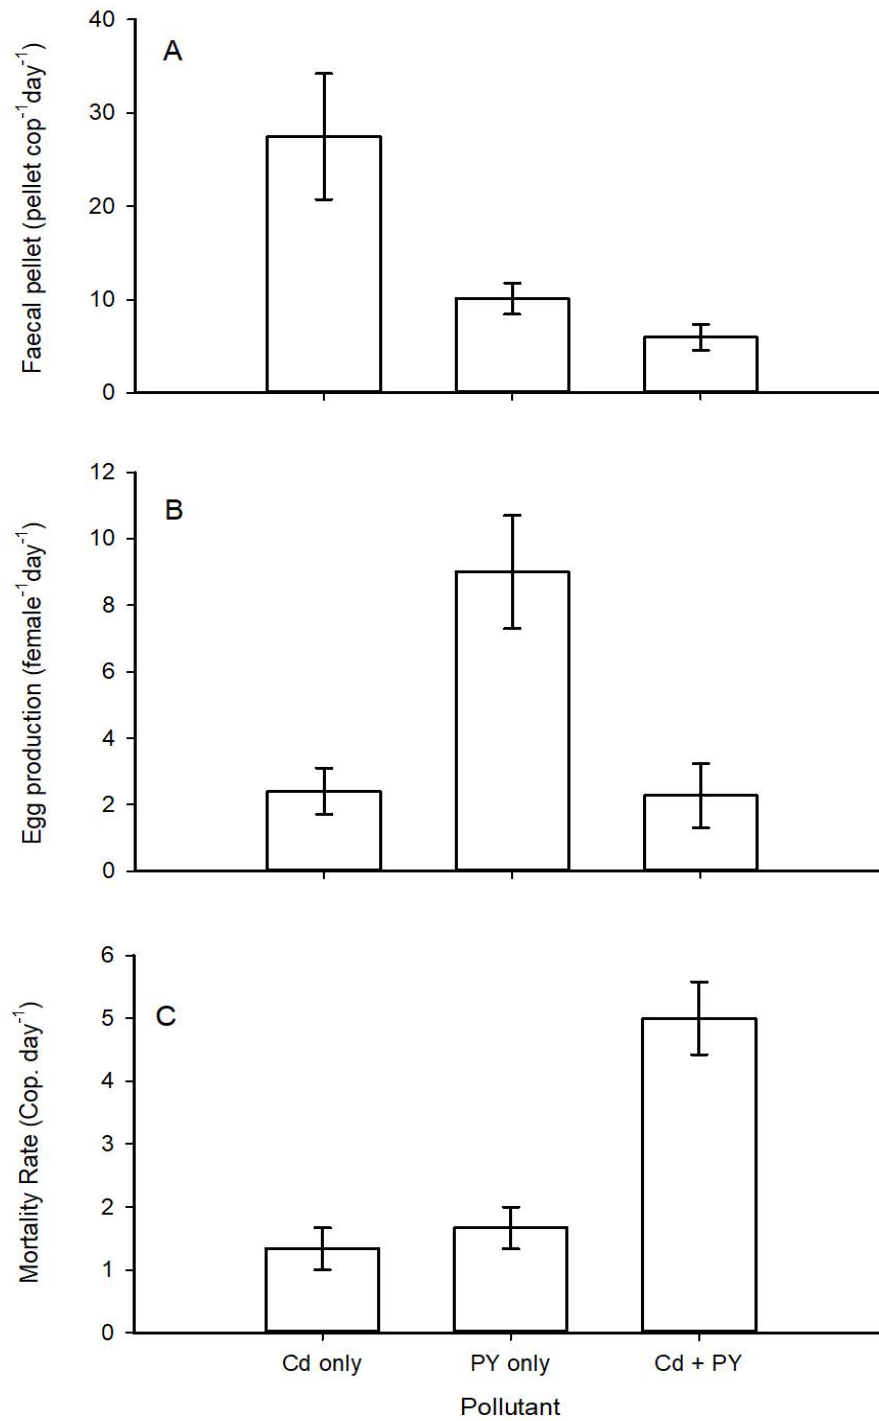 A
Faecal pellet (pellet cop⁻¹day⁻¹)
40
30
20
10
0
B
Egg production (female⁻¹day⁻¹)
12
10
8
6
4
2
0
C
Mortality Rate (Cop. day⁻¹)
6
5
4
3
2
1
0
Cd only PY only Cd + PY
Pollutant